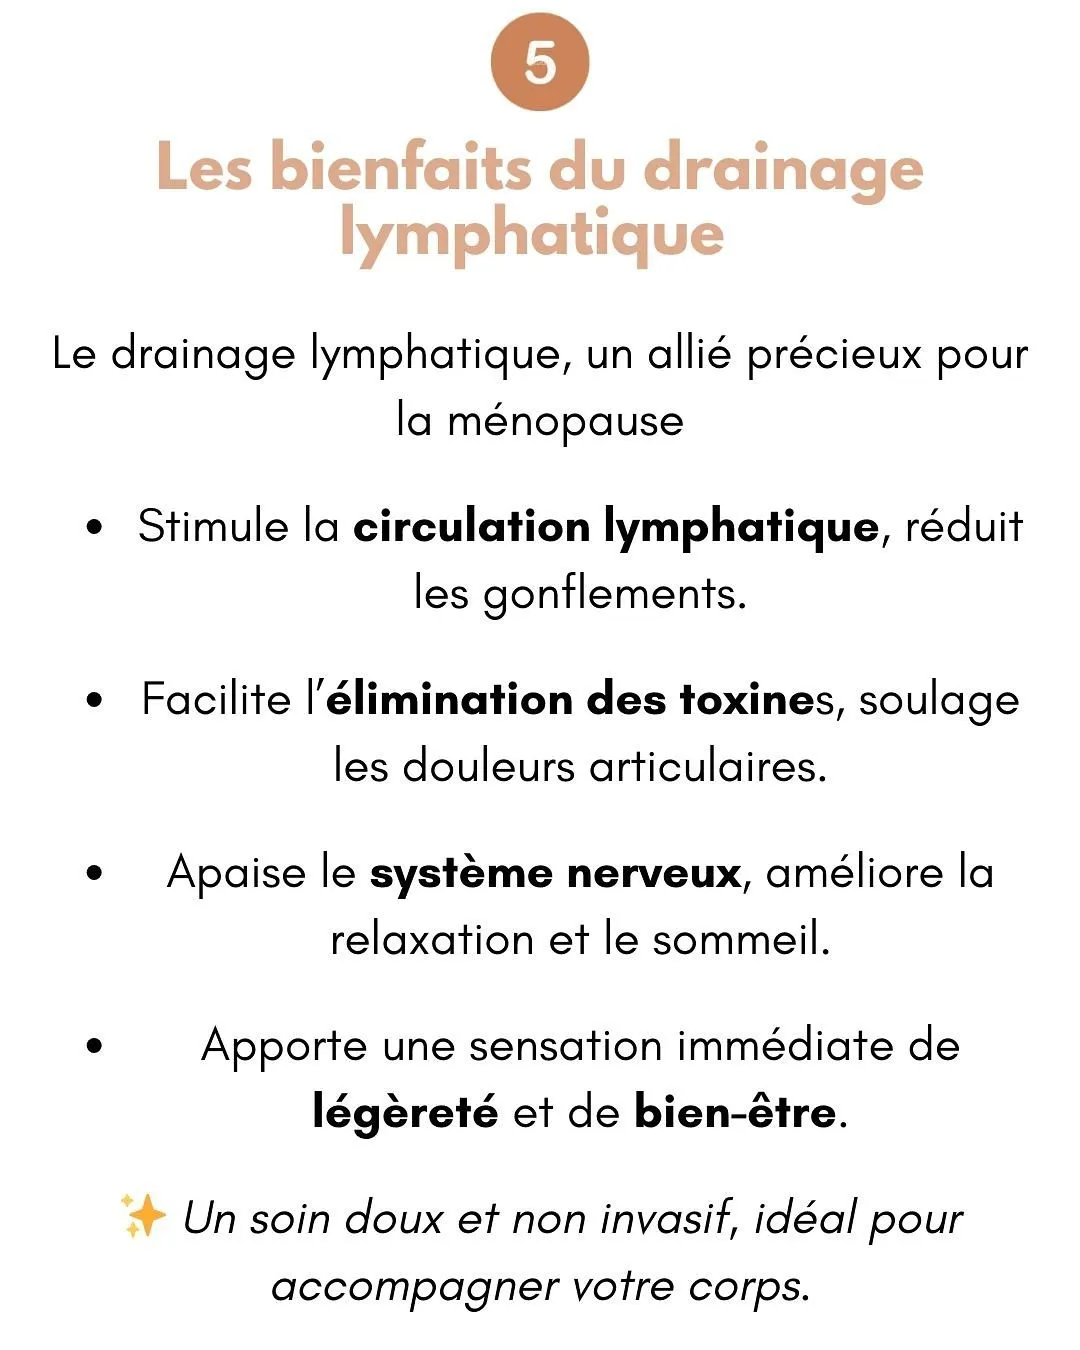 5
Les bienfaits du drainage
lymphatique
Le drainage lymphatique, un allié précieux pour
la ménopause
• Stimule la circulation lymphatique, réduit
les gonflements.
• Facilite l’élimination des toxines, soulage
les douleurs articulaires.
• Apaise le système nerveux, améliore la
relaxation et le sommeil.
• Apporte une sensation immédiate de
légèreté et de bien-être.
✨ Un soin doux et non invasif, idéal pour
accompagner votre corps.